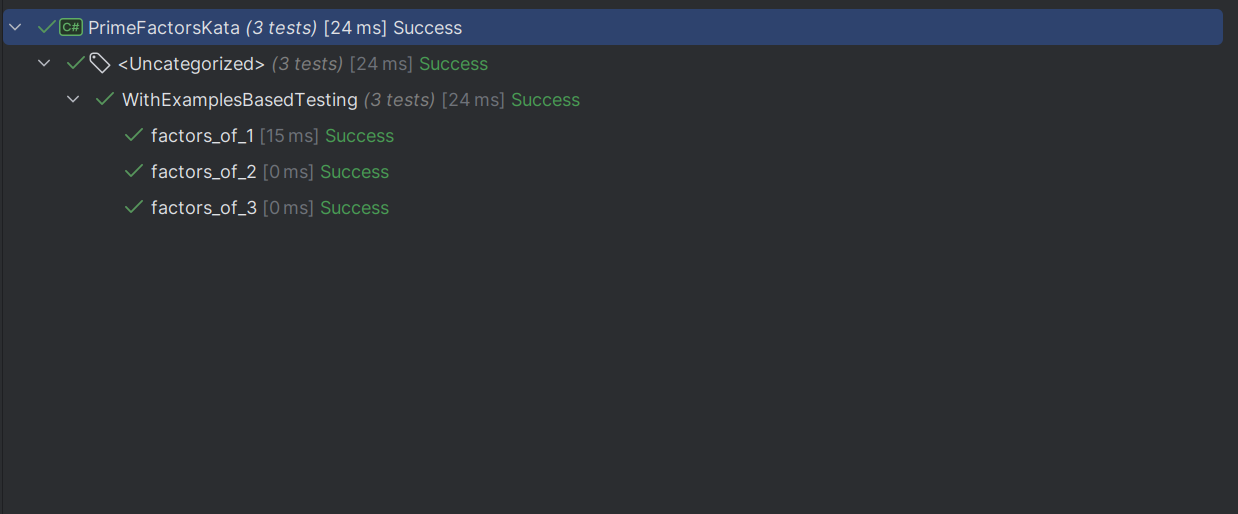 C# PrimeFactorsKata (3 tests) [24 ms] Success
<Uncategorized> (3 tests) [24 ms] Success
WithExamplesBasedTesting (3 tests) [24 ms] Success
factors_of_1 [15 ms] Success
factors_of_2 [0 ms] Success
factors_of_3 [0 ms] Success